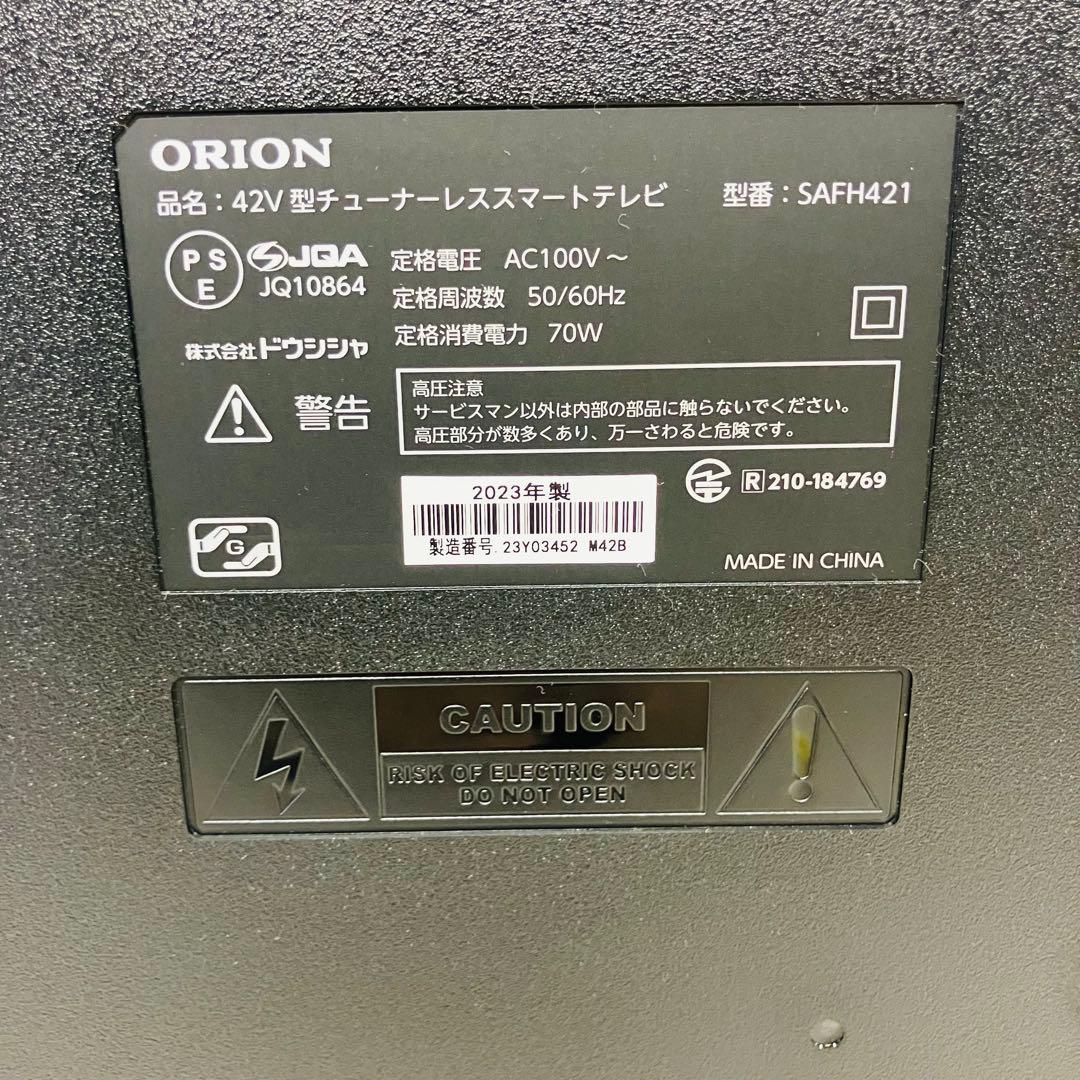 ORION
品名：42V 型チューナーレススマートテレビ 型番：SAFH421
PS
E
JQA
JQ10864
定格電圧 AC100V～
定格周波数 50/60Hz
定格消費電力 70W
株式会社ドウシシャ
警告
高圧注意
サービスマン以外は内部の部品に触らないでください。
高圧部分が数多くあり、万一さわると危険です。
R 210-184769
2023年製
製造番号. 23Y03452 M42B
G
MADE IN CHINA
CAUTION
RISK OF ELECTRIC SHOCK
DO NOT OPEN